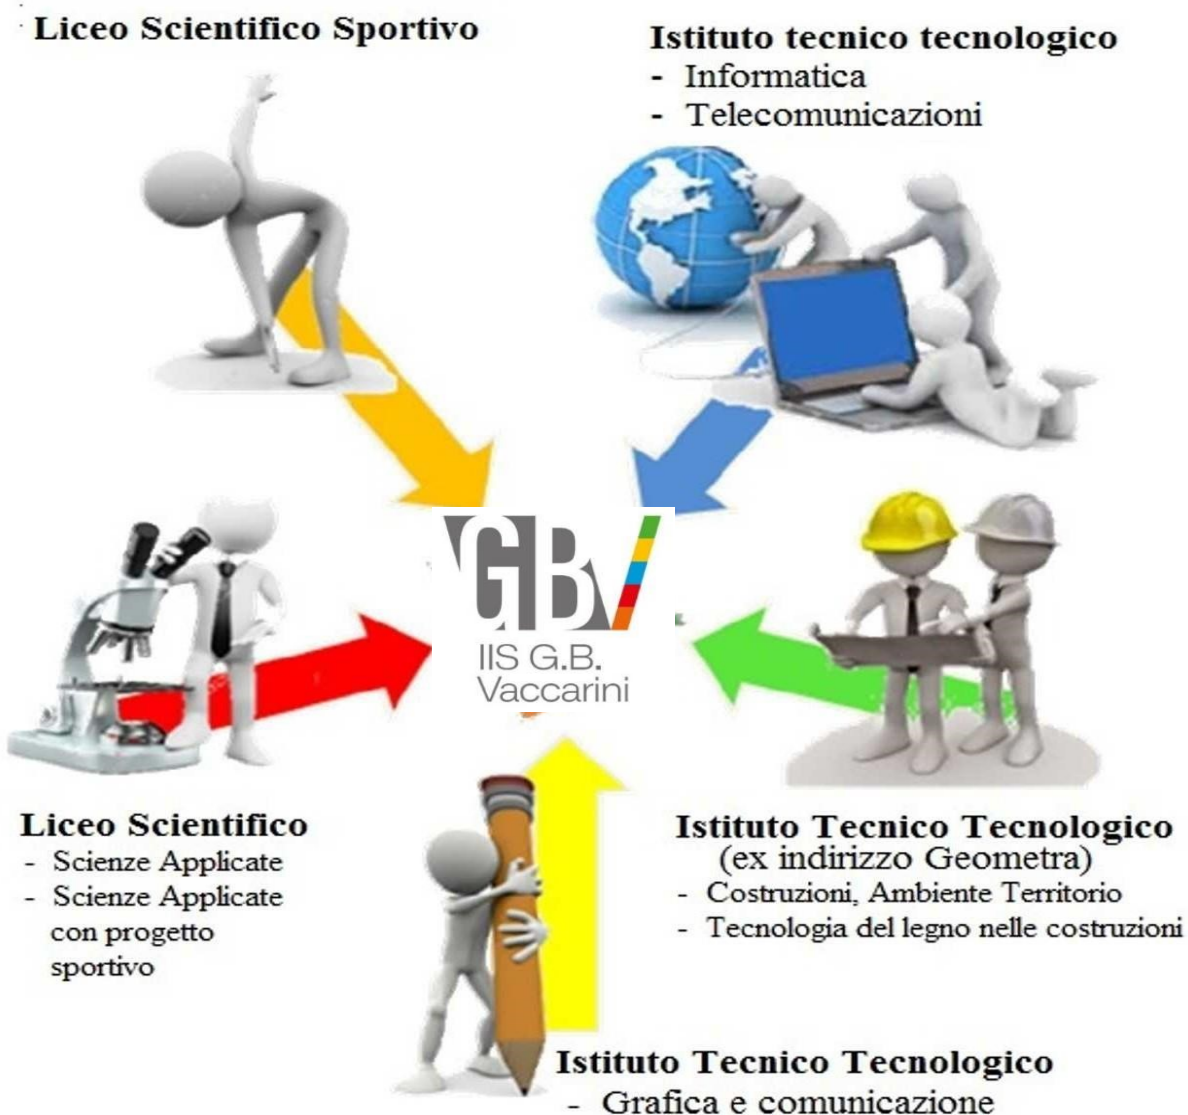 Liceo Scientifico Sportivo
Istituto tecnico tecnologico
- Informatica
- Telecomunicazioni
GBV
IIS G.B.
Vaccarini
Liceo Scientifico
- Scienze Applicate
- Scienze Applicate
con progetto
sportivo
Istituto Tecnico Tecnologico
(ex indirizzo Geometra)
- Costruzioni, Ambiente Territorio
- Tecnologia del legno nelle costruzioni
Istituto Tecnico Tecnologico
- Grafica e comunicazione